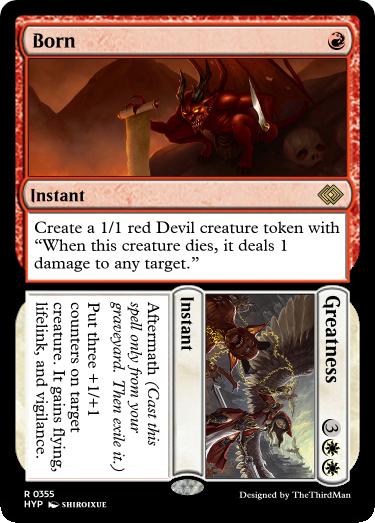 Born
Instant
Create a 1/1 red Devil creature token with
“When this creature dies, it deals 1
damage to any target.”
Greatness 3
Instant
Aftermath (Cast this
spell only from your
graveyard. Then exile it.)
Put three +1/+1
counters on target
creature. It gains flying,
lifelink, and vigilance.
R 0355
HYP SHIROIXUE
Designed by TheThirdMan